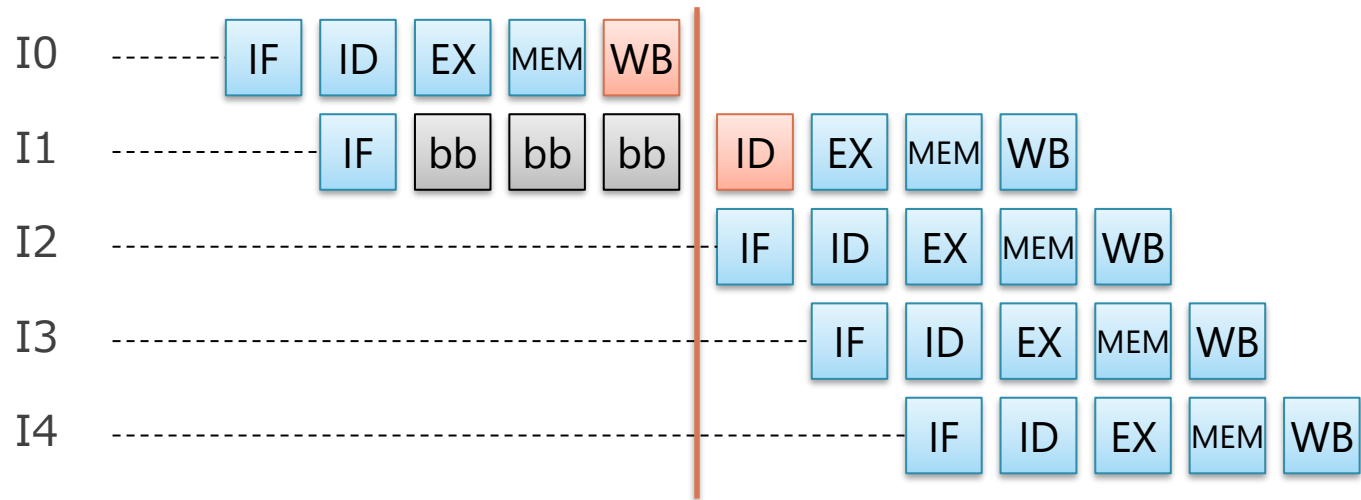 I0 IF ID EX MEM WB
I1 IF bb bb bb ID EX MEM WB
I2 IF ID EX MEM WB
I3 IF ID EX MEM WB
I4 IF ID EX MEM WB